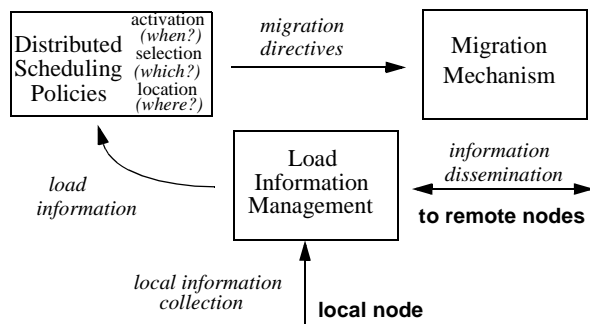 Distributed
Scheduling
Policies
activation
(when?)
selection
(which?)
location
(where?)
migration
directives
Migration
Mechanism
load
information
Load
Information
Management
information
dissemination
to remote nodes
local information
collection
local node